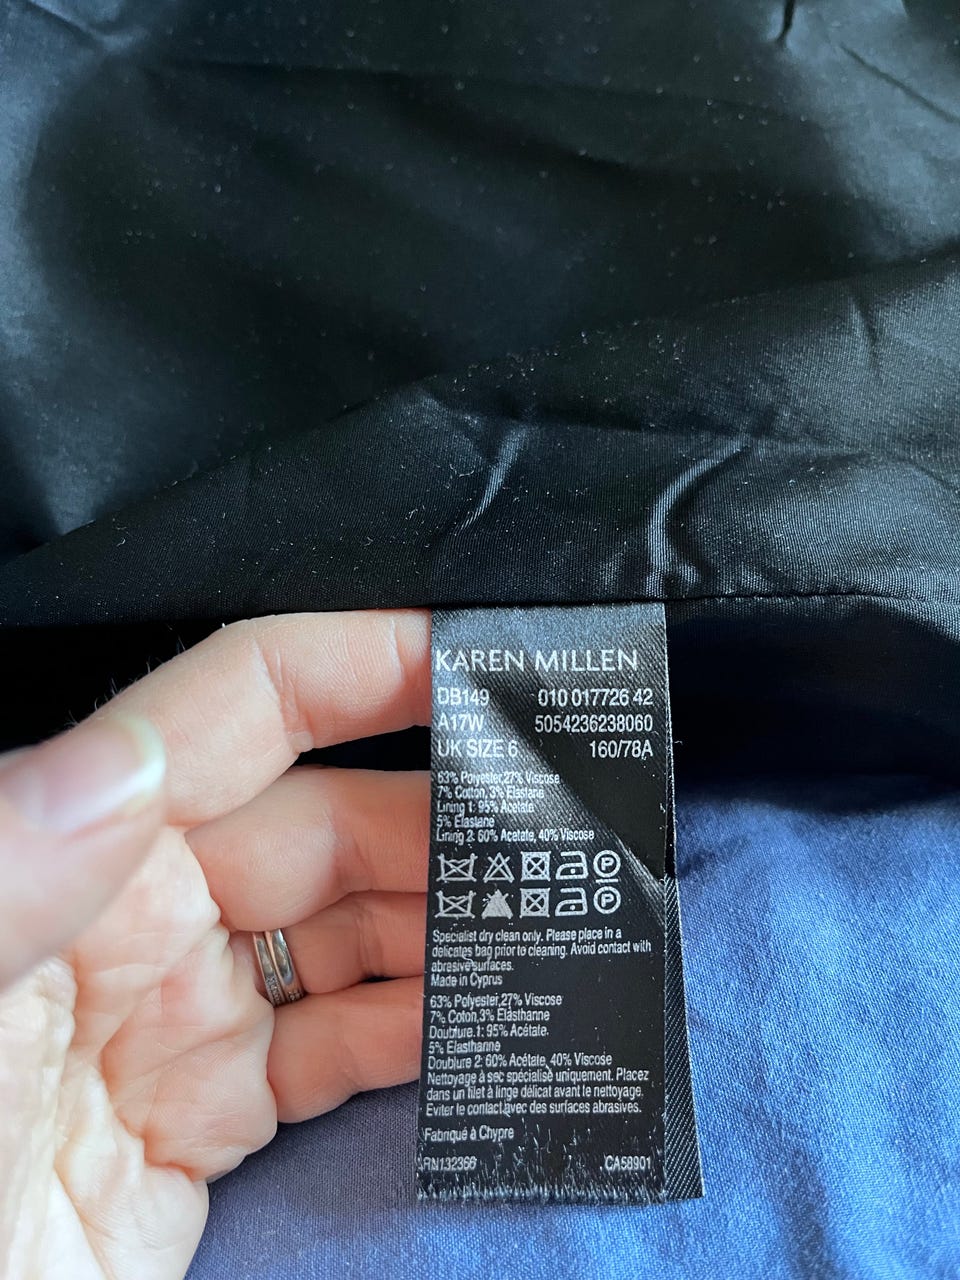 KAREN MILLEN
DB149 010 017726 42
A17W 5054236238060
UK SIZE 6 160/78A
63% Polyester,27% Viscose
7% Cotton, 3% Elastane
Lining 1: 95% Acetate
5% Elastane
Lining 2: 60% Acetate, 40% Viscose
P
P
Specialist dry clean only. Please place in a
delicates bag prior to cleaning. Avoid contact with
abrasive surfaces.
Made in Cyprus
63% Polyester,27% Viscose
7% Coton,3% Elasthanne
Doublure.1: 95% Acétate.
5% Elasthanne
Doublure 2: 60% Acétate, 40% Viscose
Nettoyage à sec spécialisé uniquement. Placez
dans un filet à linge délicat avant le nettoyage.
Eviter le contact avec des surfaces abrasives.
Fabriqué à Chypre
RN132366 CA58901